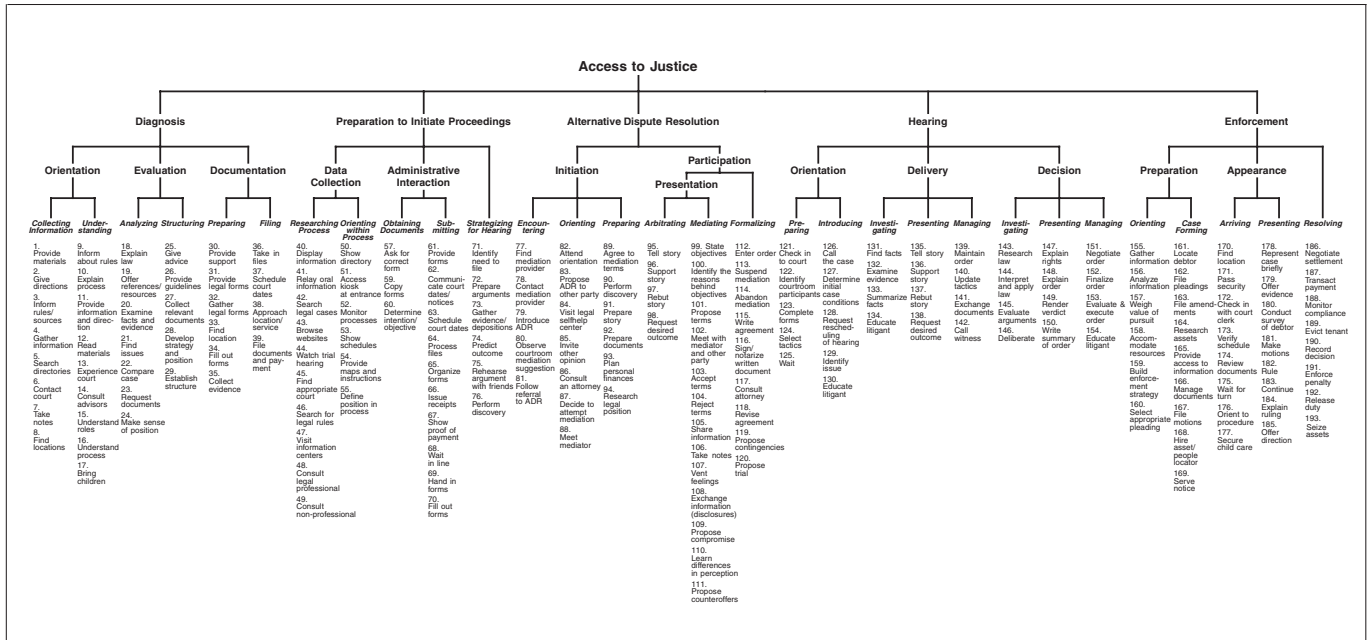 Access to Justice
Diagnosis
Preparation to Initiate Proceedings
Alternative Dispute Resolution
Hearing
Enforcement
Orientation
Evaluation
Documentation
Data
Collection
Administrative
Interaction
Initiation
Participation
Presentation
Orientation
Delivery
Decision
Preparation
Appearance
Collecting
Information
1.
Provide
materials
2.
Give
directions
3.
Inform
rules/
sources
4.
Gather
information
5.
Search
directories
6.
Contact
court
7.
Take
notes
8.
Find
locations
Under-
standing
9.
Inform
about rules
10.
Explain
process
11.
Provide
information
and direc-
tion
12.
Read
materials
13.
Experience
court
14.
Consult
advisors
15.
Understand
roles
16.
Understand
process
17.
Bring
children
Analyzing
18.
Explain
law
19.
Offer
references/
resources
20.
Examine
facts and
evidence
21.
Find
issues
22.
Compare
case
23.
Request
documents
24.
Make sense
of position
Structuring
25.
Give
advice
26.
Provide
guidelines
27.
Collect
relevant
documents
28.
Develop
strategy
and
position
29.
Establish
structure
Preparing
30.
Provide
support
31.
Provide
legal forms
32.
Gather
legal forms
33.
Find
location
34.
Fill out
forms
35.
Collect
evidence
Filing
36.
Take in
files
37.
Schedule
court
dates
38.
Approach
location/
service
39.
File
documents
and pay-
ment
Researching
Process
40.
Display
information
41.
Relay oral
information
42.
Search
legal cases
43.
Browse
websites
44.
Watch trial
hearing
45.
Find
appropriate
court
46.
Search for
legal rules
47.
Visit
information
centers
48.
Consult
legal
professional
49.
Consult
non-professional
Orienting
within
Process
50.
Show
directory
51.
Access
kiosk
at entrance
52.
Monitor
processes
53.
Show
schedules
54.
Provide
maps and
instructions
55.
Define
position in
process
Obtaining
Documents
57.
Ask for
correct
form
59.
Copy
forms
60.
Determine
intention/
objective
Sub-
mitting
61.
Provide
forms
62.
Communi-
cate court
dates/
notices
63.
Schedule
court dates
64.
Process
files
65.
Organize
forms
66.
Issue
receipts
67.
Show
proof of
payment
68.
Wait
in line
69.
Hand in
forms
70.
Fill out
forms
Strategizing
for Hearing
71.
Identify
need to
file
72.
Prepare
arguments
73.
Gather
evidence/
depositions
74.
Predict
outcome
75.
Rehearse
argument
with friends
76.
Perform
discovery
Encoun-
tering
77.
Find
mediation
provider
78.
Contact
mediation
provider
79.
Introduce
ADR
80.
Observe
courtroom
mediation
suggestion
81.
Follow
referral
to ADR
Orienting
82.
Attend
orientation
83.
Propose
ADR to
other party
84.
Visit legal
selfhelp
center
85.
Invite
other
opinion
86.
Consult
an attorney
87.
Decide to
attempt
mediation
88.
Meet
mediator
Preparing
89.
Agree to
mediation
terms
90.
Perform
discovery
91.
Prepare
story
92.
Prepare
documents
93.
Plan
personal
finances
94.
Research
legal
position
Arbitrating
95.
Tell story
96.
Support
story
97.
Rebut
story
98.
Request
desired
outcome
Mediating
99. State
objectives
100.
Identify the
reasons
behind
objectives
101.
Propose
terms
102.
Meet with
mediator
and other
party
103.
Accept
terms
104.
Reject
terms
105.
Share
information
106.
Take notes
107.
Vent
feelings
108.
Exchange
information
(disclosures)
109.
Propose
compromise
110.
Learn
differences
in perception
111.
Propose
counteroffers
Formalizing
112.
Enter order
113.
Suspend
mediation
114.
Abandon
mediation
115.
Write
agreement
116.
Sign/
notarize
written
document
117.
Consult
attorney
118.
Revise
agreement
119.
Propose
contingencies
120.
Propose
trial
Pre-
paring
121.
Check in
to court
122.
Identify
courtroom
participants
123.
Complete
forms
124.
Select
tactics
125.
Wait
Introducing
126.
Call
the case
127.
Determine
initial
case
conditions
128.
Request
resched-
uling
of hearing
129.
Identify
issue
130.
Educate
litigant
Investi-
gating
131.
Find facts
132.
Examine
evidence
133.
Summarize
facts
134.
Educate
litigant
Presenting
135.
Tell story
136.
Support
story
137.
Rebut
story
138.
Request
desired
outcome
Managing
139.
Maintain
order
140.
Update
tactics
141.
Exchange
documents
142.
Call
witness
Investi-
gating
143.
Research
law
144.
Interpret
and apply
law
145.
Evaluate
arguments
146.
Deliberate
Presenting
147.
Explain
rights
148.
Explain
order
149.
Render
verdict
150.
Write
summary
of order
Managing
151.
Negotiate
order
152.
Finalize
order
153.
Evaluate &
execute
order
154.
Educate
litigant
Orienting
155.
Gather
information
156.
Analyze
information
157.
Weigh
value of
pursuit
158.
Accom-
modate
resources
159.
Build
enforce-
ment
strategy
160.
Select
appropriate
pleading
Case
Forming
161.
Locate
debtor
162.
File
pleadings
163.
File amend-
ments
164.
Research
assets
165.
Provide
access to
information
166.
Manage
documents
167.
File
motions
168.
Hire
asset/
people
locator
169.
Serve
notice
Arriving
170.
Find
location
171.
Pass
security
172.
Check-in
with court
clerk
173.
Verify
schedule
174.
Review
documents
175.
Wait for
turn
176.
Orient to
procedure
177.
Secure
child care
Presenting
178.
Represent
case
briefly
179.
Offer
evidence
180.
Conduct
survey
of debtor
181.
Make
motions
182.
Rule
183.
Continue
184.
Explain
ruling
185.
Offer
direction
Resolving
186.
Negotiate
settlement
187.
Transact
payment
188.
Monitor
compliance
189.
Evict tenant
190.
Record
decision
191.
Enforce
penalty
192.
Release
duty
193.
Seize
assets